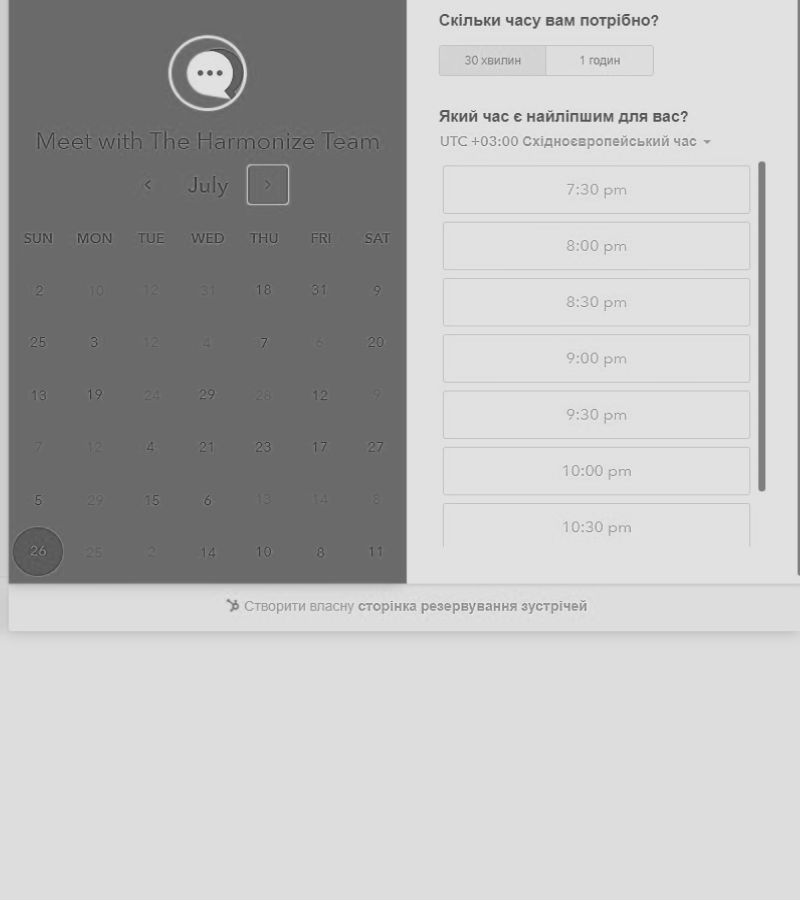 Скільки часу вам потрібно?
30 хвилин 1 годин
Meet with The Harmonize Team
July
SUN MON TUE WED THU FRI SAT
2 10 12 31 18 31 9
25 3 12 4 7 6 20
13 19 24 29 28 12 9
7 12 4 21 23 17 27
5 29 15 6 13 14 8
26 25 2 14 10 8 11
Який час є найліпшим для вас?
UTC +03:00 Східноєвропейський час
7:30 pm
8:00 pm
8:30 pm
9:00 pm
9:30 pm
10:00 pm
10:30 pm
Створити власну сторінка резервування зустрічей